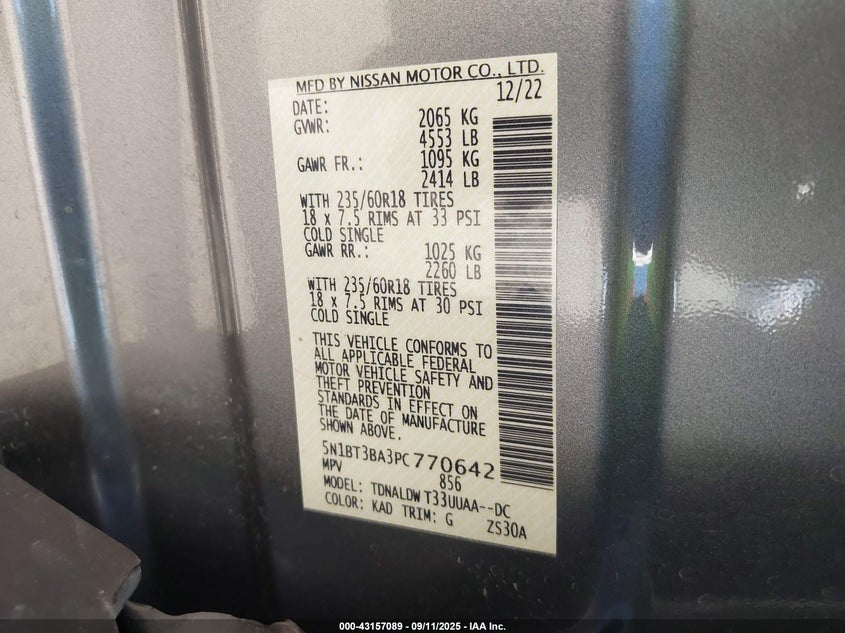 MFD BY NISSAN MOTOR CO., LTD.
DATE: 12/22
GVWR: 2065 KG
4553 LB
GAWR FR.: 1095 KG
2414 LB
WITH 235/60R18 TIRES
18 x 7.5 RIMS AT 33 PSI
COLD SINGLE
GAWR RR.: 1025 KG
2260 LB
WITH 235/60R18 TIRES
18 x 7.5 RIMS AT 30 PSI
COLD SINGLE
THIS VEHICLE CONFORMS TO
ALL APPLICABLE FEDERAL
MOTOR VEHICLE SAFETY AND
THEFT PREVENTION
STANDARDS IN EFFECT ON
THE DATE OF MANUFACTURE
SHOWN ABOVE.
5N1BT3BA3PC770642
MPV 856
MODEL: TDNALDW T33UUAA--DC
COLOR: KAD TRIM: G ZS30A
000-43157089 - 09/11/2025 - IAA Inc.